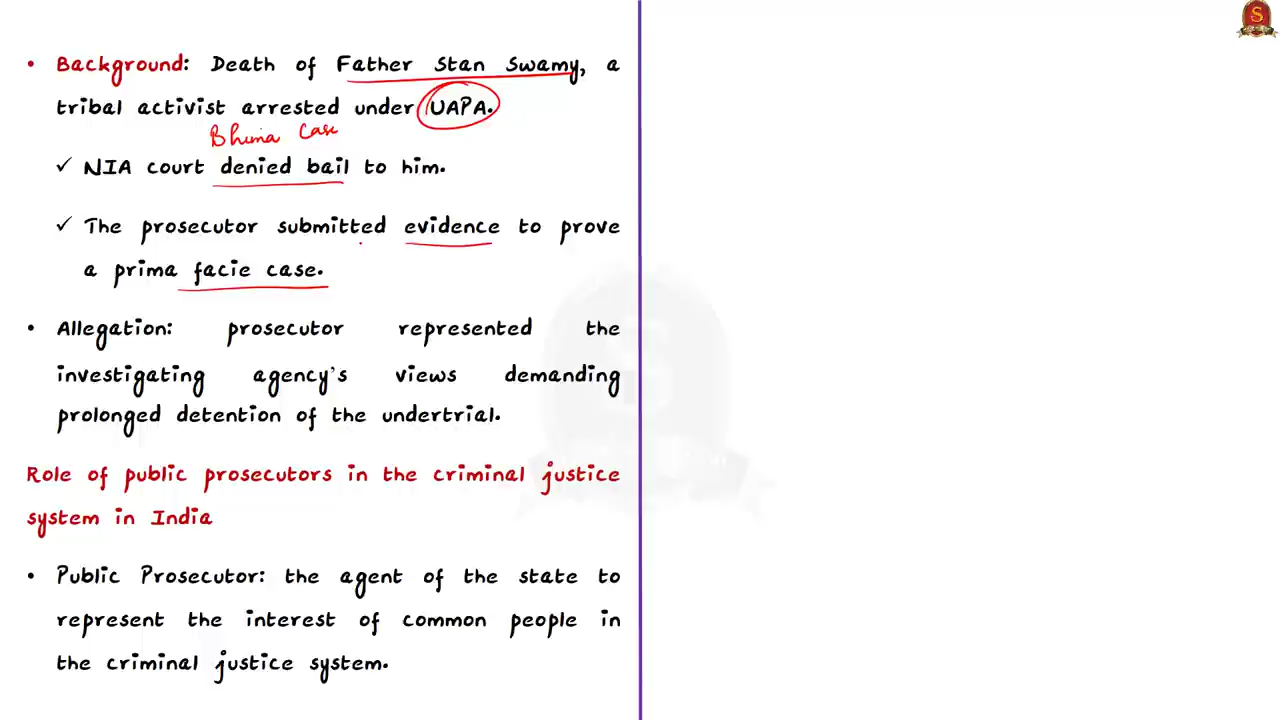 • Background: Death of Father Stan Swamy, a
tribal activist arrested under UAPA.
Bhima Case
✓ NIA court denied bail to him.
✓ The prosecutor submitted evidence to prove
a prima facie case.
• Allegation: prosecutor represented the
investigating agency's views demanding
prolonged detention of the undertrial.
Role of public prosecutors in the criminal justice
system in India
• Public Prosecutor: the agent of the state to
represent the interest of common people in
the criminal justice system.